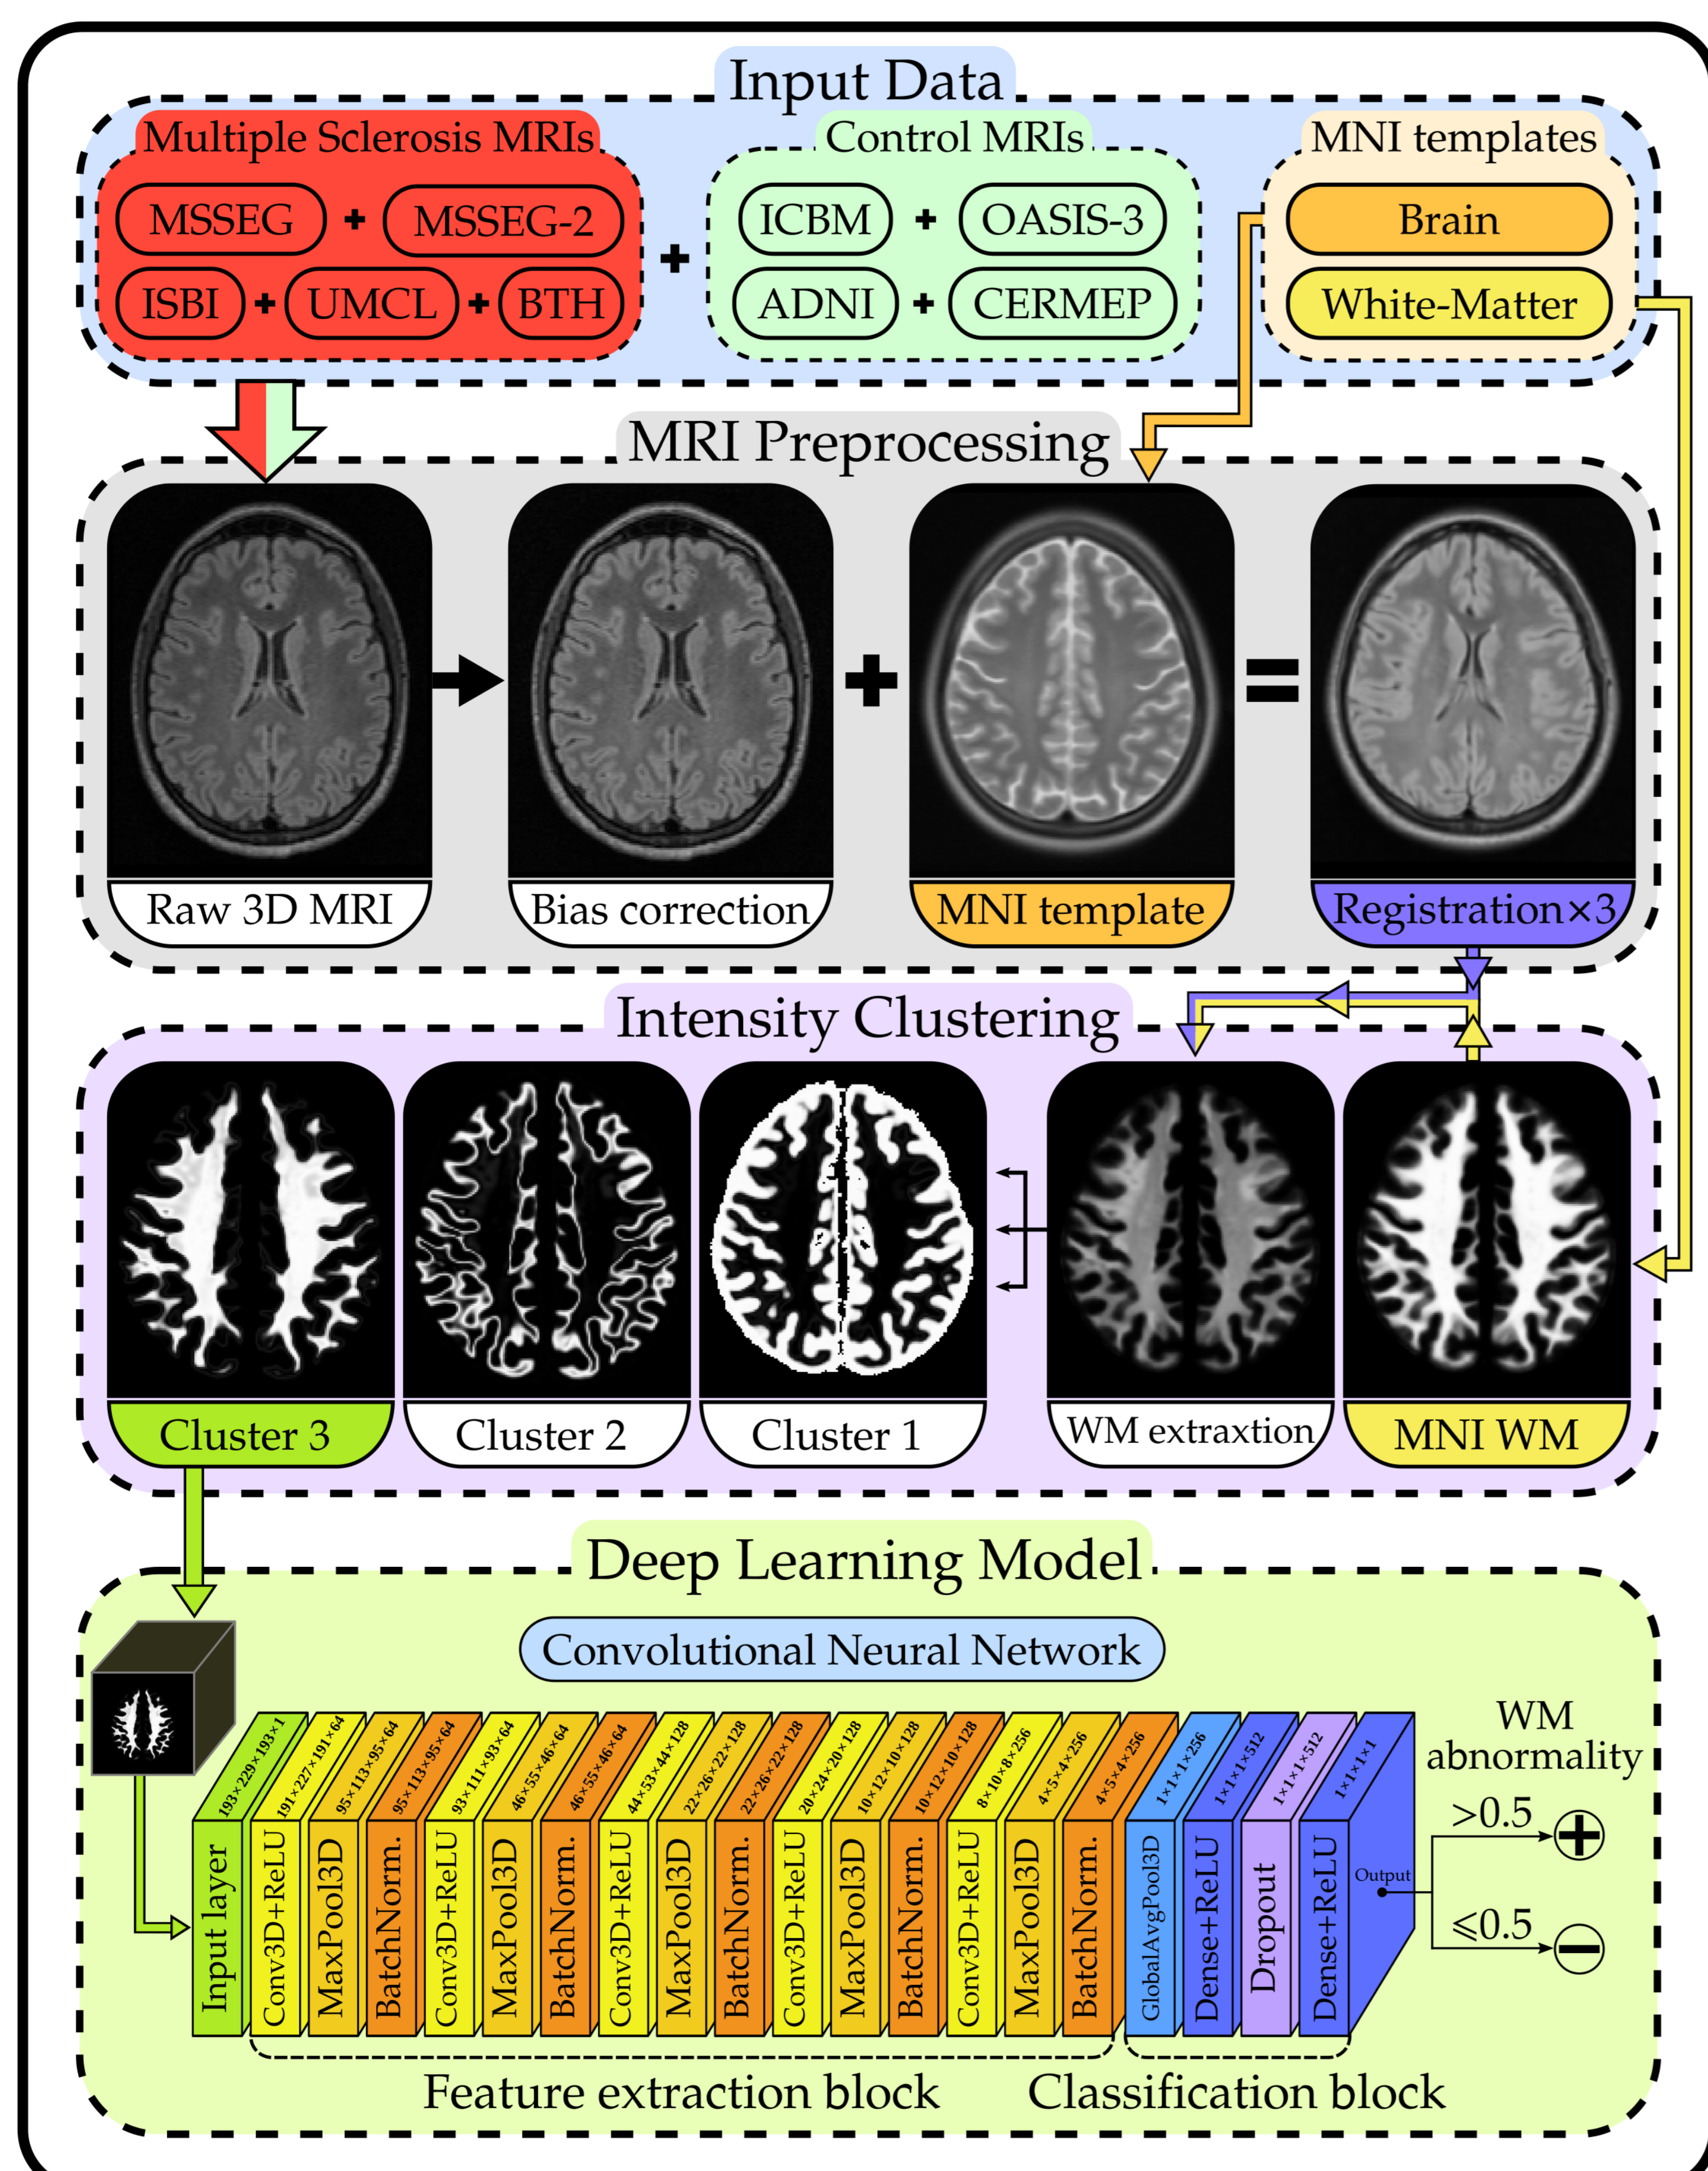 Input Data
Multiple Sclerosis MRIs
MSSEG + MSSEG-2
ISBI + UMCL + BTH
+
Control MRIs
ICBM + OASIS-3
ADNI + CERMEP
MNI templates
Brain
White-Matter
MRI Preprocessing
+ =
Raw 3D MRI
Bias correction
MNI template
Registration×3
Intensity Clustering
Cluster 3
Cluster 2
Cluster 1
WM extraxtion
MNI WM
Deep Learning Model
Convolutional Neural Network
193×229×193×1
191×227×191×64
95×113×95×64
95×113×95×64
93×111×93×64
46×55×46×64
46×55×46×64
44×53×44×128
22×26×22×128
22×26×22×128
20×24×20×128
10×12×10×128
10×12×10×128
8×10×8×256
4×5×4×256
4×5×4×256
1×1×1×256
1×1×1×512
1×1×1×512
1×1×1×1
Input layer
Conv3D+ReLU
MaxPool3D
BatchNorm.
Conv3D+ReLU
MaxPool3D
BatchNorm.
Conv3D+ReLU
MaxPool3D
BatchNorm.
Conv3D+ReLU
MaxPool3D
BatchNorm.
Conv3D+ReLU
MaxPool3D
BatchNorm.
GlobalAvgPool3D
Dense+ReLU
Dropout
Dense+ReLU
Output
WM
abnormality
>0.5 +
⩽0.5 −
Feature extraction block
Classification block